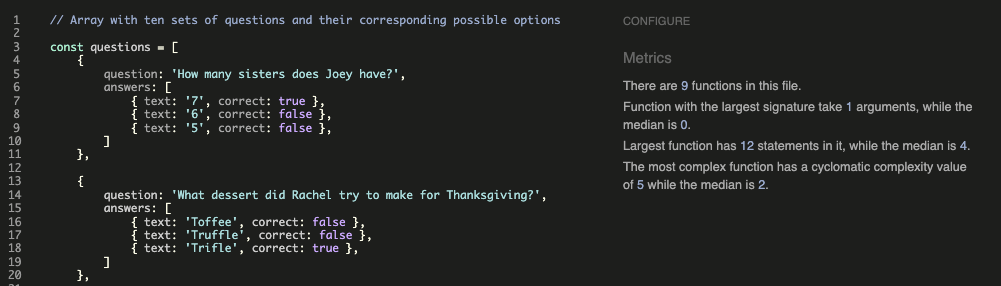 1 // Array with ten sets of questions and their corresponding possible options
2
3 const questions = [
4 {
5 question: 'How many sisters does Joey have?',
6 answers: [
7 { text: '7', correct: true },
8 { text: '6', correct: false },
9 { text: '5', correct: false },
10 ]
11 },
12
13 {
14 question: 'What dessert did Rachel try to make for Thanksgiving?',
15 answers: [
16 { text: 'Toffee', correct: false },
17 { text: 'Truffle', correct: false },
18 { text: 'Trifle', correct: true },
19 ]
20 },
CONFIGURE
Metrics
There are 9 functions in this file.
Function with the largest signature take 1 arguments, while the
median is 0.
Largest function has 12 statements in it, while the median is 4.
The most complex function has a cyclomatic complexity value
of 5 while the median is 2.